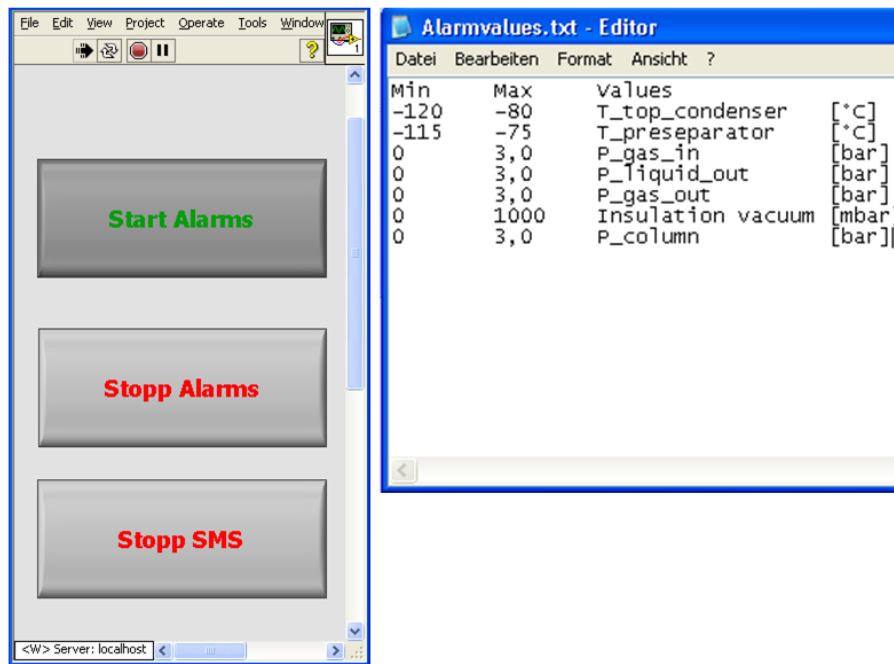 File Edit View Project Operate Tools Window
1
Start Alarms
Stopp Alarms
Stopp SMS
<W> Server: localhost
Alarmvalues.txt - Editor
Datei Bearbeiten Format Ansicht ?
Min Max Values
-120 -80 T_top_condenser [°C]
-115 -75 T_preseparator [°C]
0 3,0 P_gas_in [bar]
0 3,0 P_liquid_out [bar]
0 3,0 P_gas_out [bar]
0 1000 Insulation vacuum [mbar
0 3,0 P_column [bar]